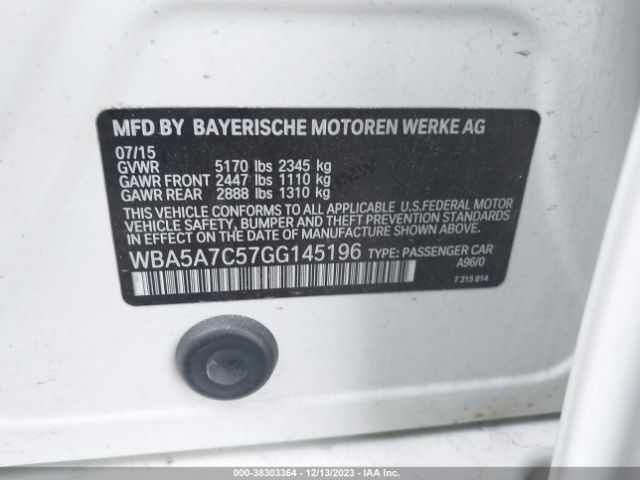 MFD BY BAYERISCHE MOTOREN WERKE AG
07/15
GVWR 5170 lbs 2345 kg
GAWR FRONT 2447 lbs 1110 kg
GAWR REAR 2888 lbs 1310 kg
THIS VEHICLE CONFORMS TO ALL APPLICABLE U.S.FEDERAL MOTOR
VEHICLE SAFETY, BUMPER AND THEFT PREVENTION STANDARDS
IN EFFECT ON THE DATE OF MANUFACTURE SHOWN ABOVE.
WBA5A7C57GG145196 TYPE: PASSENGER CAR
A96/0
7 315 814
000-38303364 - 12/13/2023 - IAA Inc.